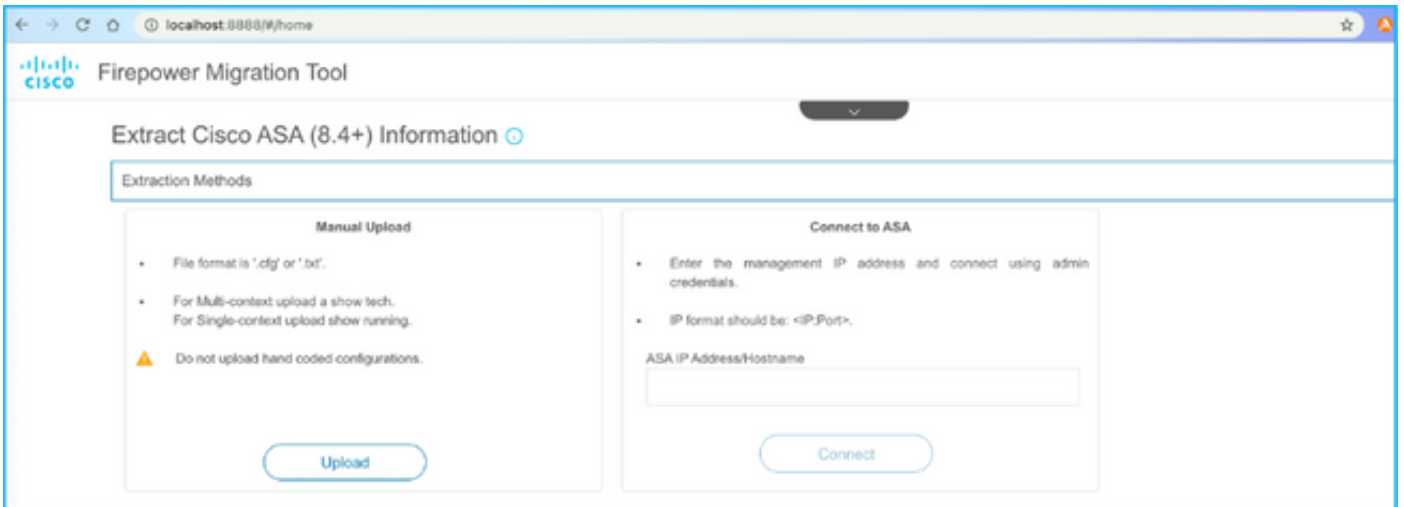 localhost:8888/#/home
CISCO
Firepower Migration Tool
Extract Cisco ASA (8.4+) Information
Extraction Methods
Manual Upload
• File format is '.cfg' or '.txt'.
• For Multi-context upload a show tech.
For Single-context upload show running.
Do not upload hand coded configurations.
Upload
Connect to ASA
• Enter the management IP address and connect using admin
credentials.
• IP format should be: <IP:Port>.
ASA IP Address/Hostname
Connect